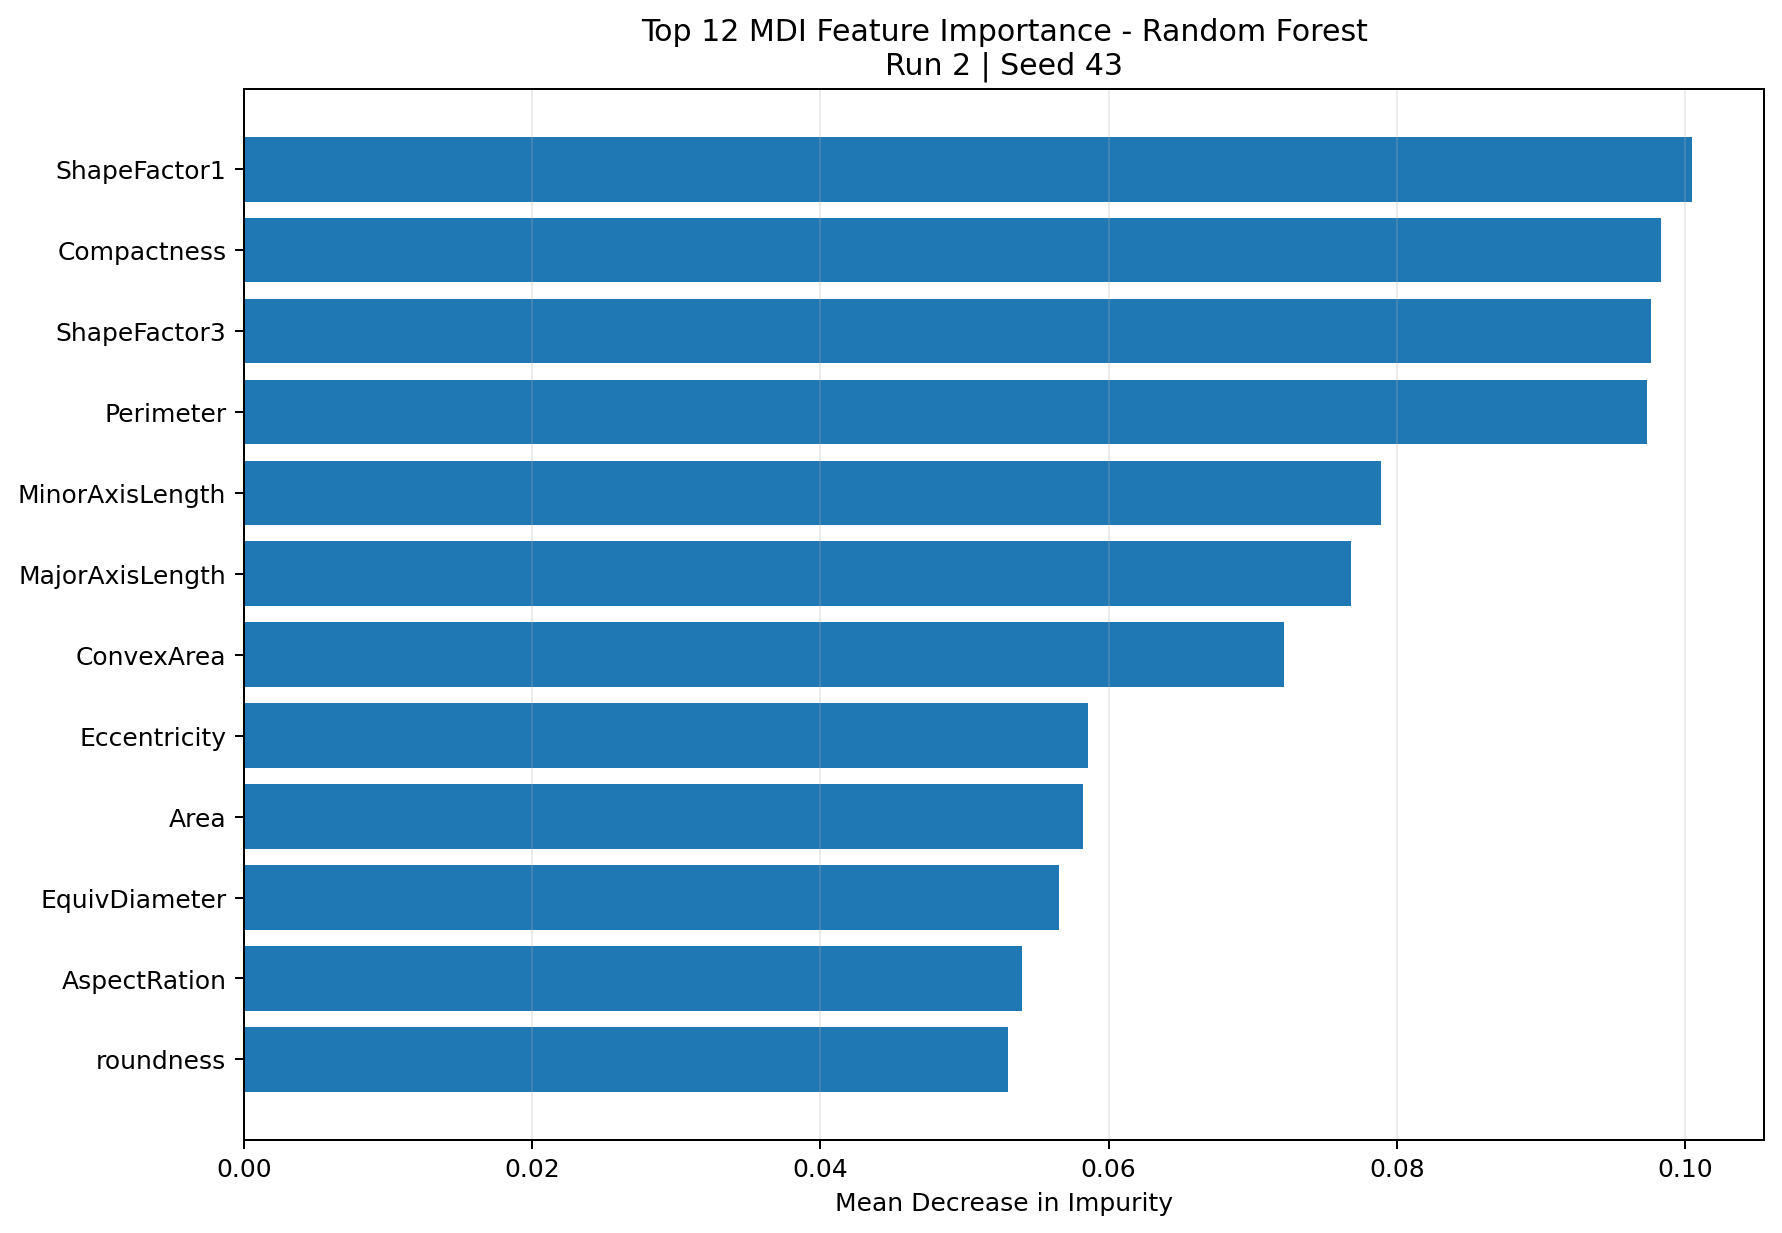 Top 12 MDI Feature Importance - Random Forest
Run 2 | Seed 43
ShapeFactor1
Compactness
ShapeFactor3
Perimeter
MinorAxisLength
MajorAxisLength
ConvexArea
Eccentricity
Area
EquivDiameter
AspectRation
roundness
0.00 0.02 0.04 0.06 0.08 0.10
Mean Decrease in Impurity